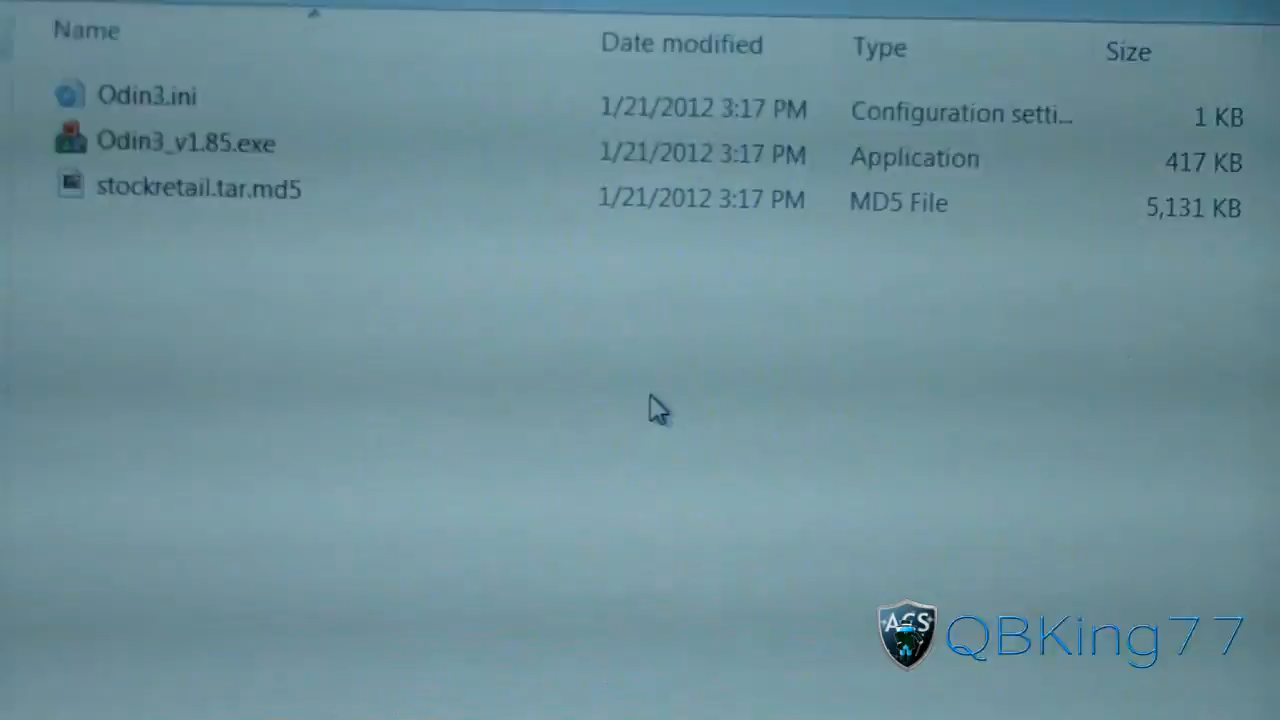 Name Date modified Type Size
Odin3.ini 1/21/2012 3:17 PM Configuration setti... 1 KB
Odin3_v1.85.exe 1/21/2012 3:17 PM Application 417 KB
stockretail.tar.md5 1/21/2012 3:17 PM MD5 File 5,131 KB
ACS QBKing77